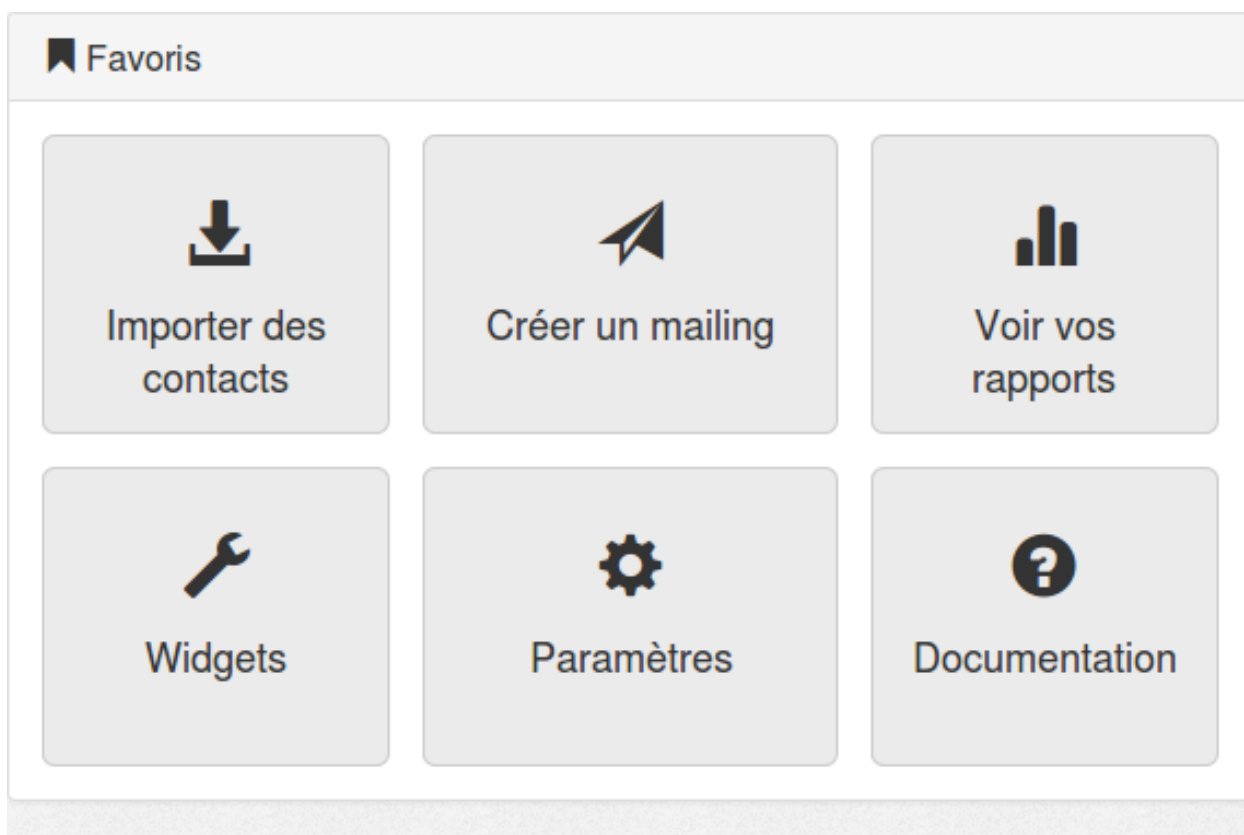 Favoris
Importer des
contacts
Créer un mailing
Voir vos
rapports
Widgets
Paramètres
Documentation